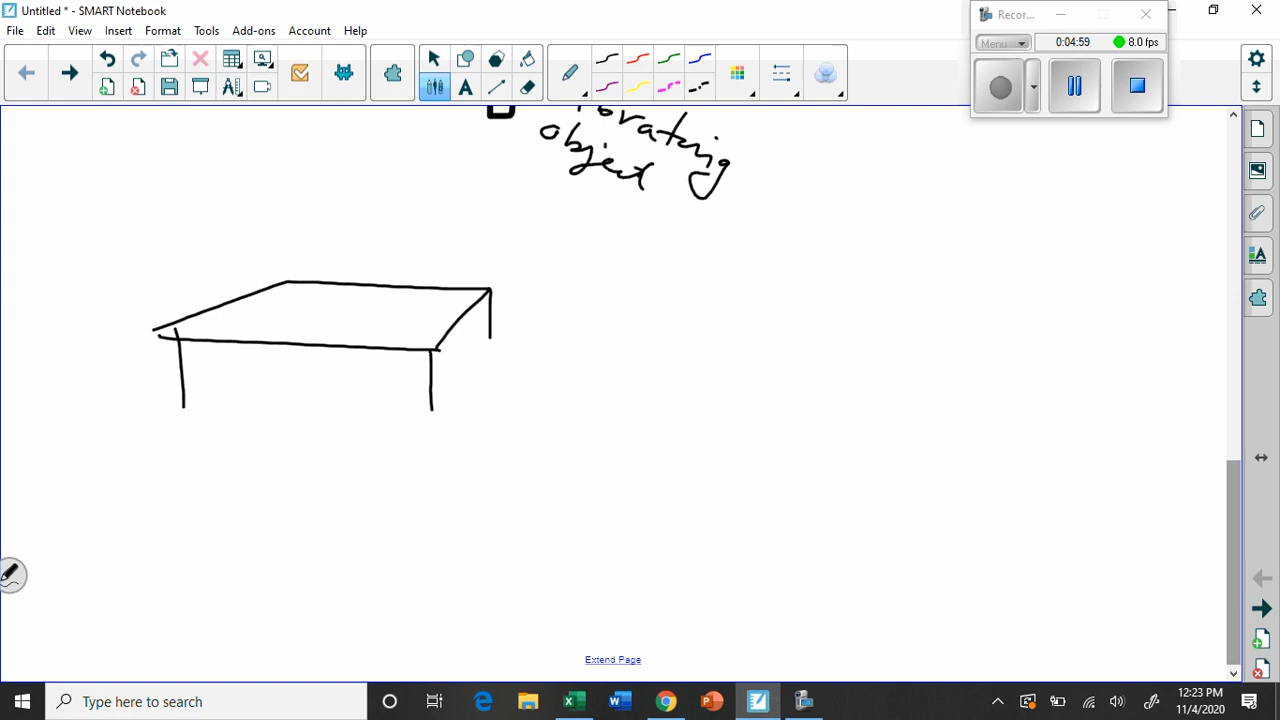 Untitled * - SMART Notebook
Recor...
File Edit View Insert Format Tools Add-ons Account Help
Menu
0:04:59
8.0 fps
vibrating
object
Extend Page
Type here to search
12:23 PM
11/4/2020